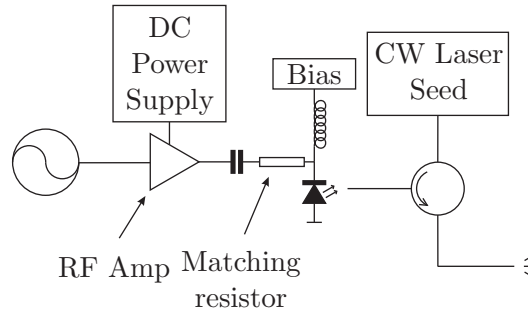 DC
Power
Supply
Bias
CW Laser
Seed
RF Amp
Matching
resistor